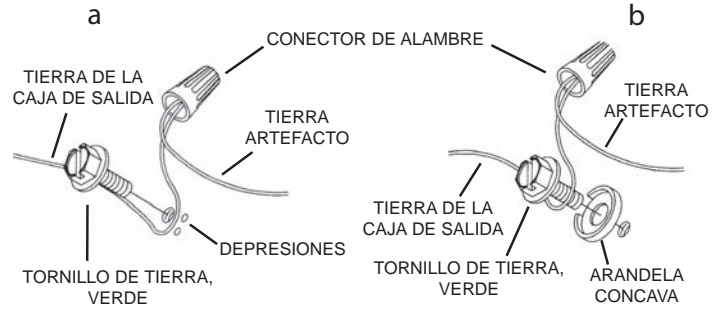 a
b
CONECTOR DE ALAMBRE
TIERRA DE LA
CAJA DE SALIDA
TIERRA
ARTEFACTO
DEPRESIONES
TORNILLO DE TIERRA,
VERDE
TIERRA
ARTEFACTO
TIERRA DE LA
CAJA DE SALIDA
TORNILLO DE TIERRA,
VERDE
ARANDELA
CONCAVA